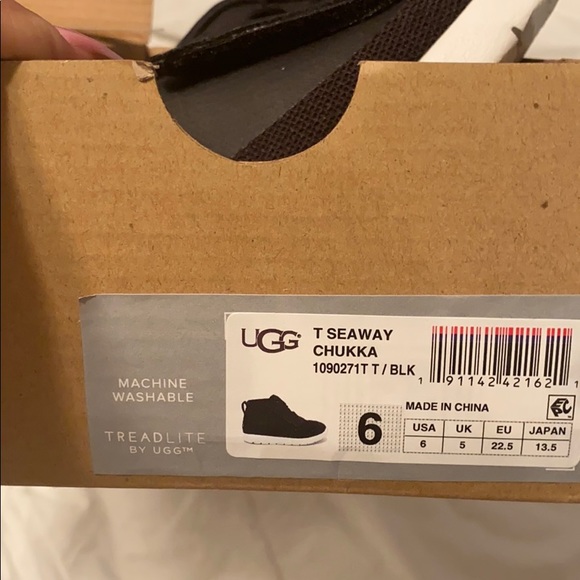 MACHINE
WASHABLE
TREADLITE
BY UGG™
UGG
T SEAWAY
CHUKKA
1090271T T / BLK
1 91142 42162 1
6
MADE IN CHINA
USA UK EU JAPAN
6 5 22.5 13.5